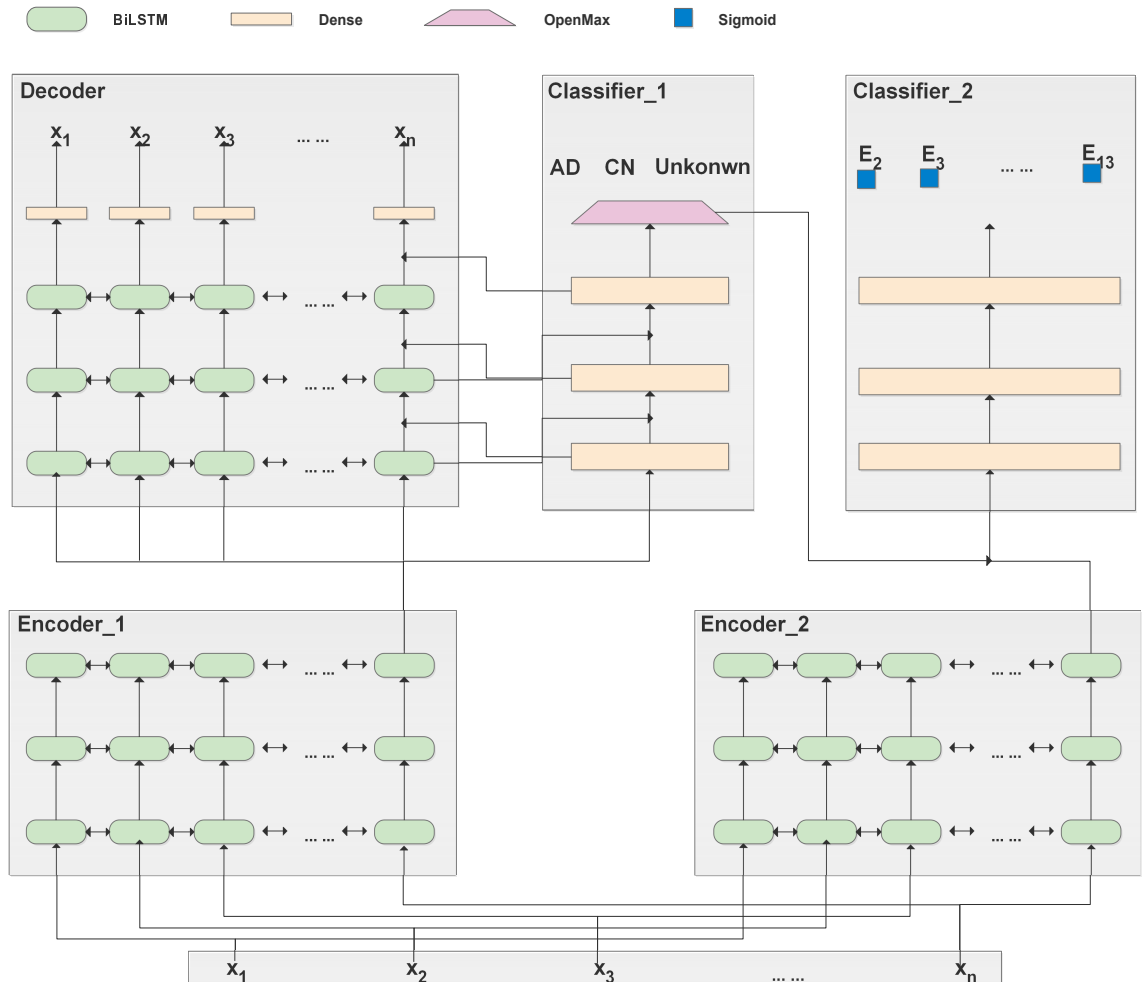 BiLSTM Dense OpenMax Sigmoid
Decoder
x1 x2 x3 ... ... xn
... ...
... ...
... ...
Classifier_1
AD CN Unkonwn
Classifier_2
E2 E3 ... ... E13
Encoder_1
... ...
... ...
... ...
Encoder_2
... ...
... ...
... ...
x1 x2 x3 ... ... xn